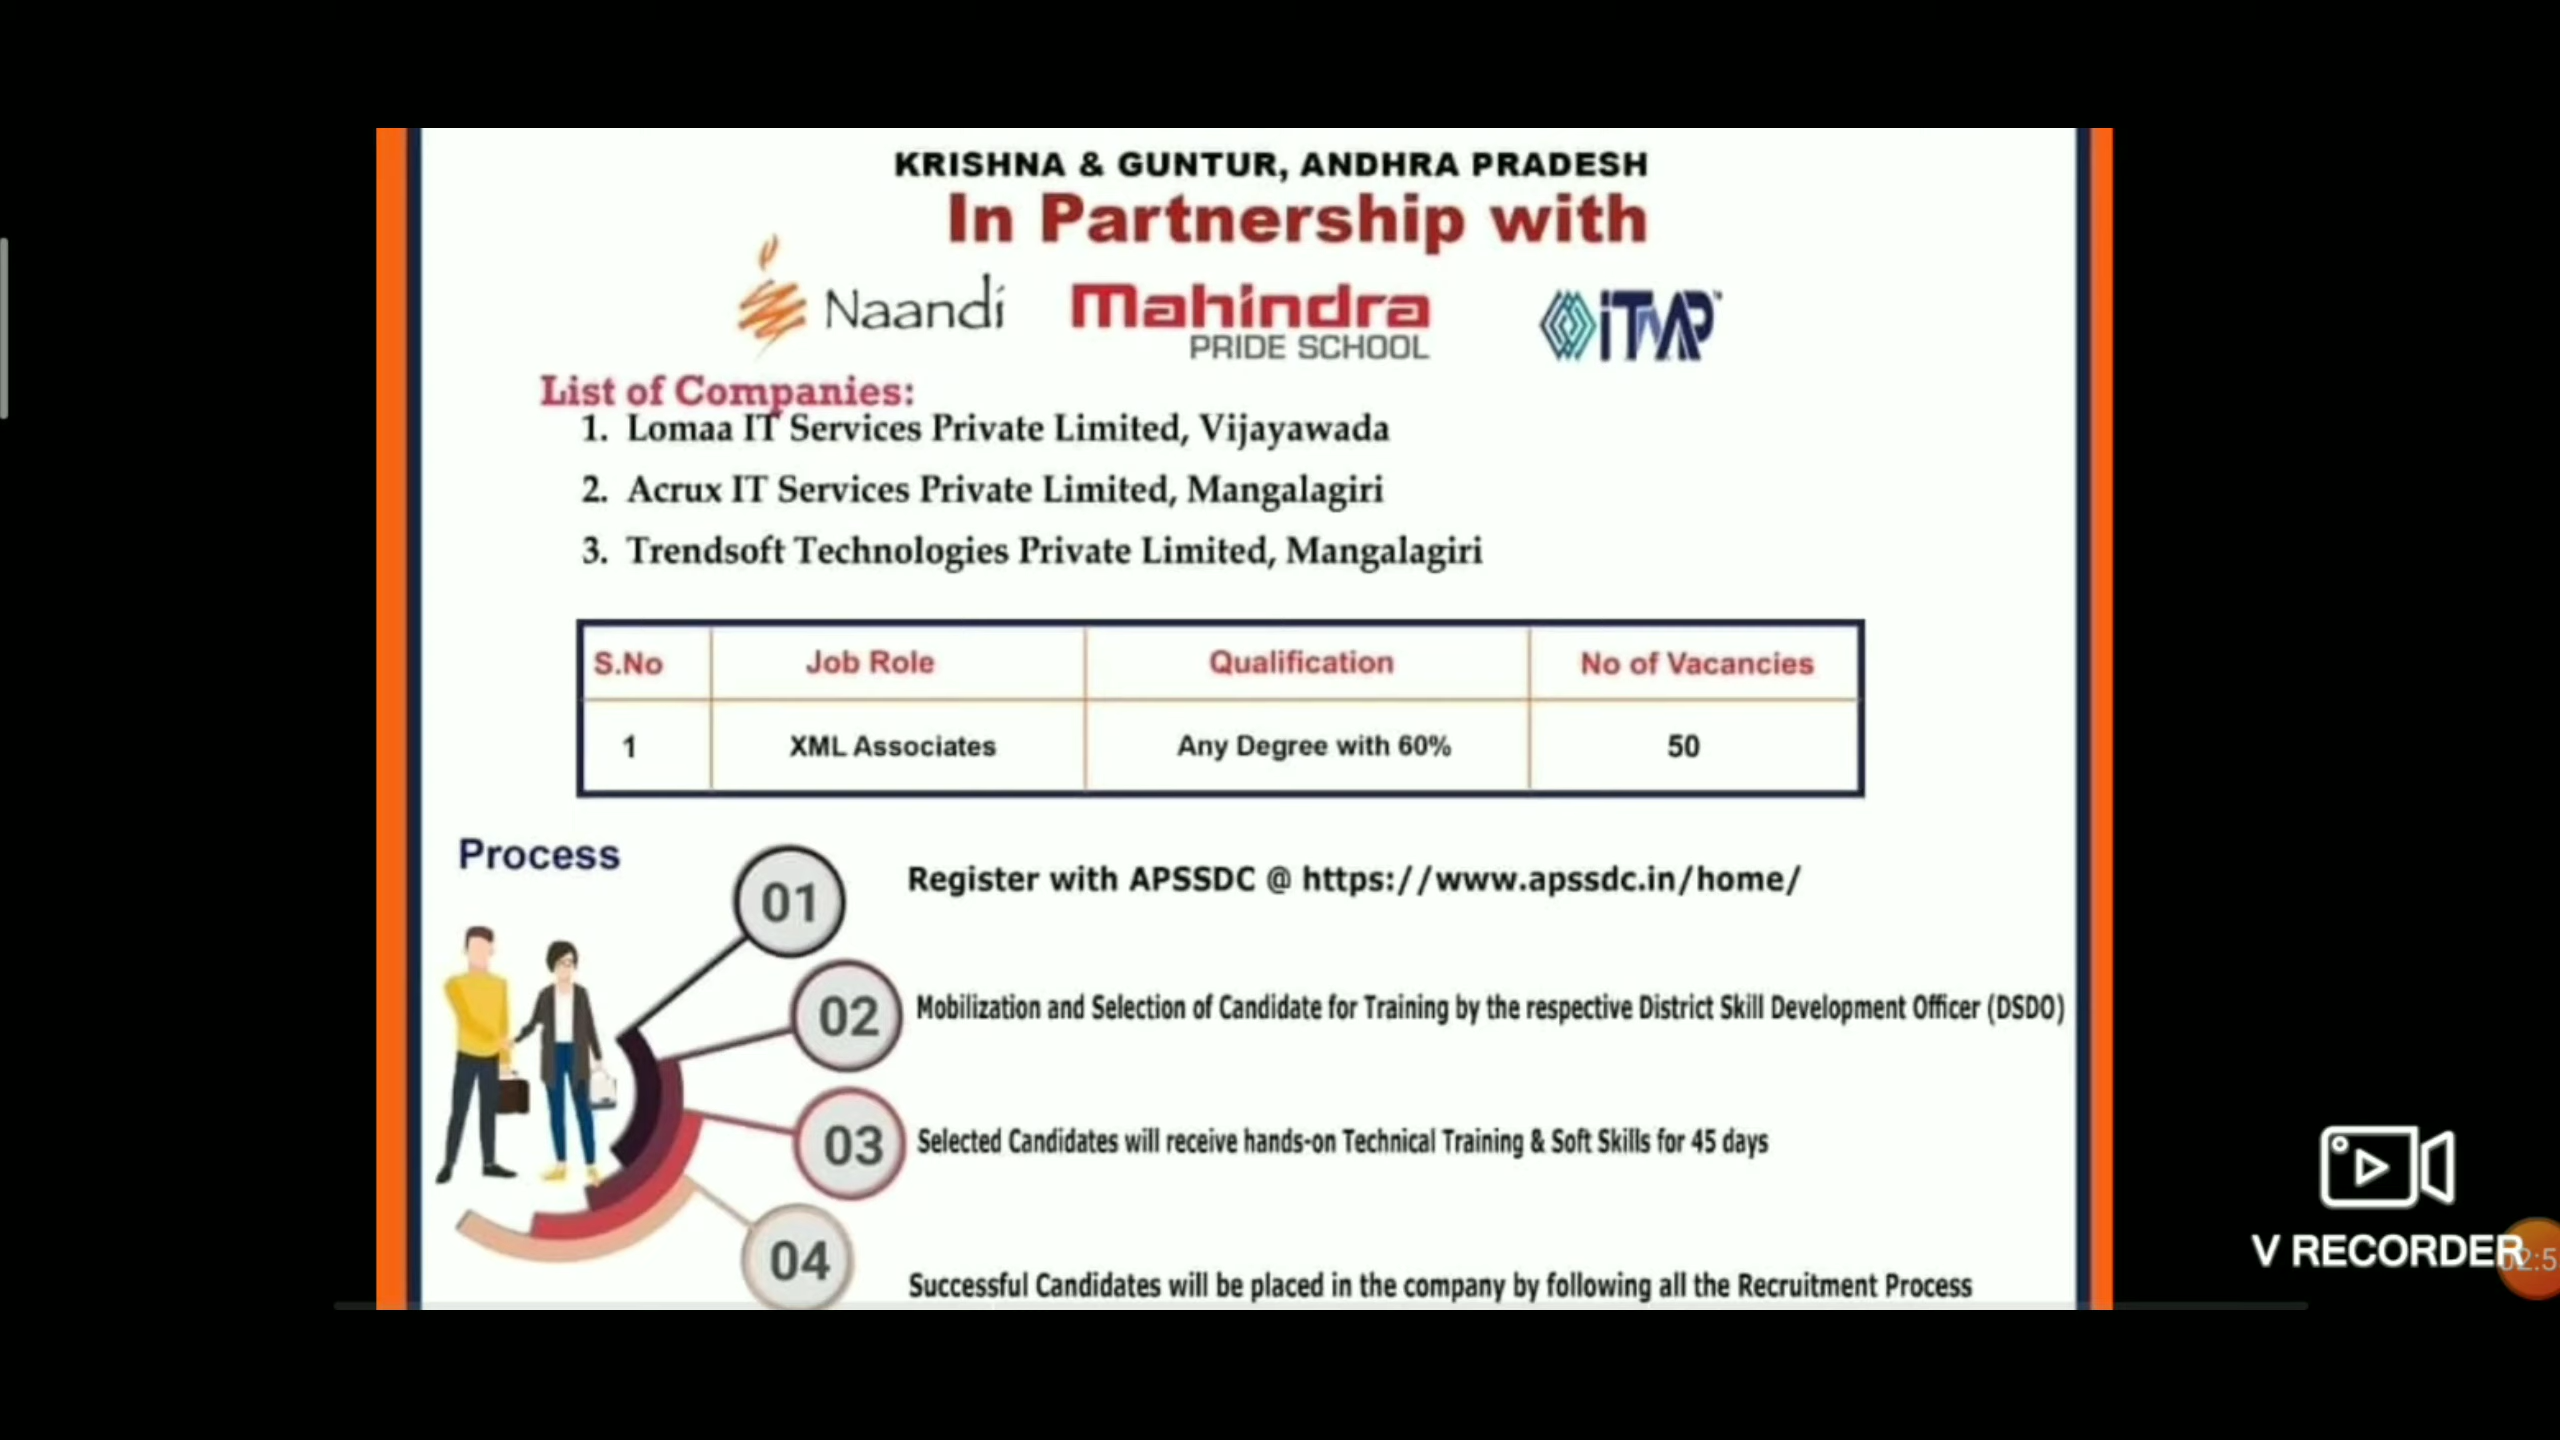 KRISHNA & GUNTUR, ANDHRA PRADESH
In Partnership with
Naandi
Mahindra
PRIDE SCHOOL
iTAAP
List of Companies:
1. Lomaa IT Services Private Limited, Vijayawada
2. Acrux IT Services Private Limited, Mangalagiri
3. Trendsoft Technologies Private Limited, Mangalagiri
S.No Job Role Qualification No of Vacancies
1 XML Associates Any Degree with 60% 50
Process
01 Register with APSSDC @ https://www.apssdc.in/home/
02 Mobilization and Selection of Candidate for Training by the respective District Skill Development Officer (DSDO)
03 Selected Candidates will receive hands-on Technical Training & Soft Skills for 45 days
04 Successful Candidates will be placed in the company by following all the Recruitment Process
V RECORDER